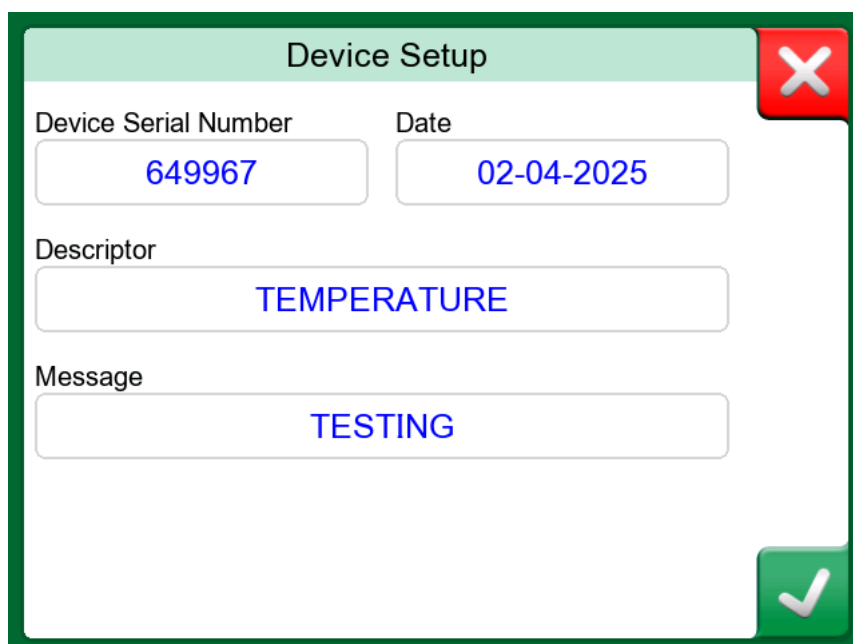 Device Setup
Device Serial Number Date
649967 02-04-2025
Descriptor
TEMPERATURE
Message
TESTING